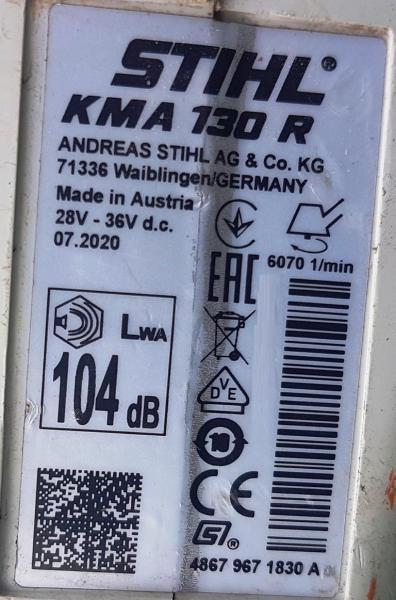 STIHL®
KMA 130 R
ANDREAS STIHL AG & Co. KG
71336 Waiblingen/GERMANY
Made in Austria
28V - 36V d.c.
07.2020
6070 1/min
EAC
LWA
104 dB
DVE
10
CE
®
4867 967 1830 A